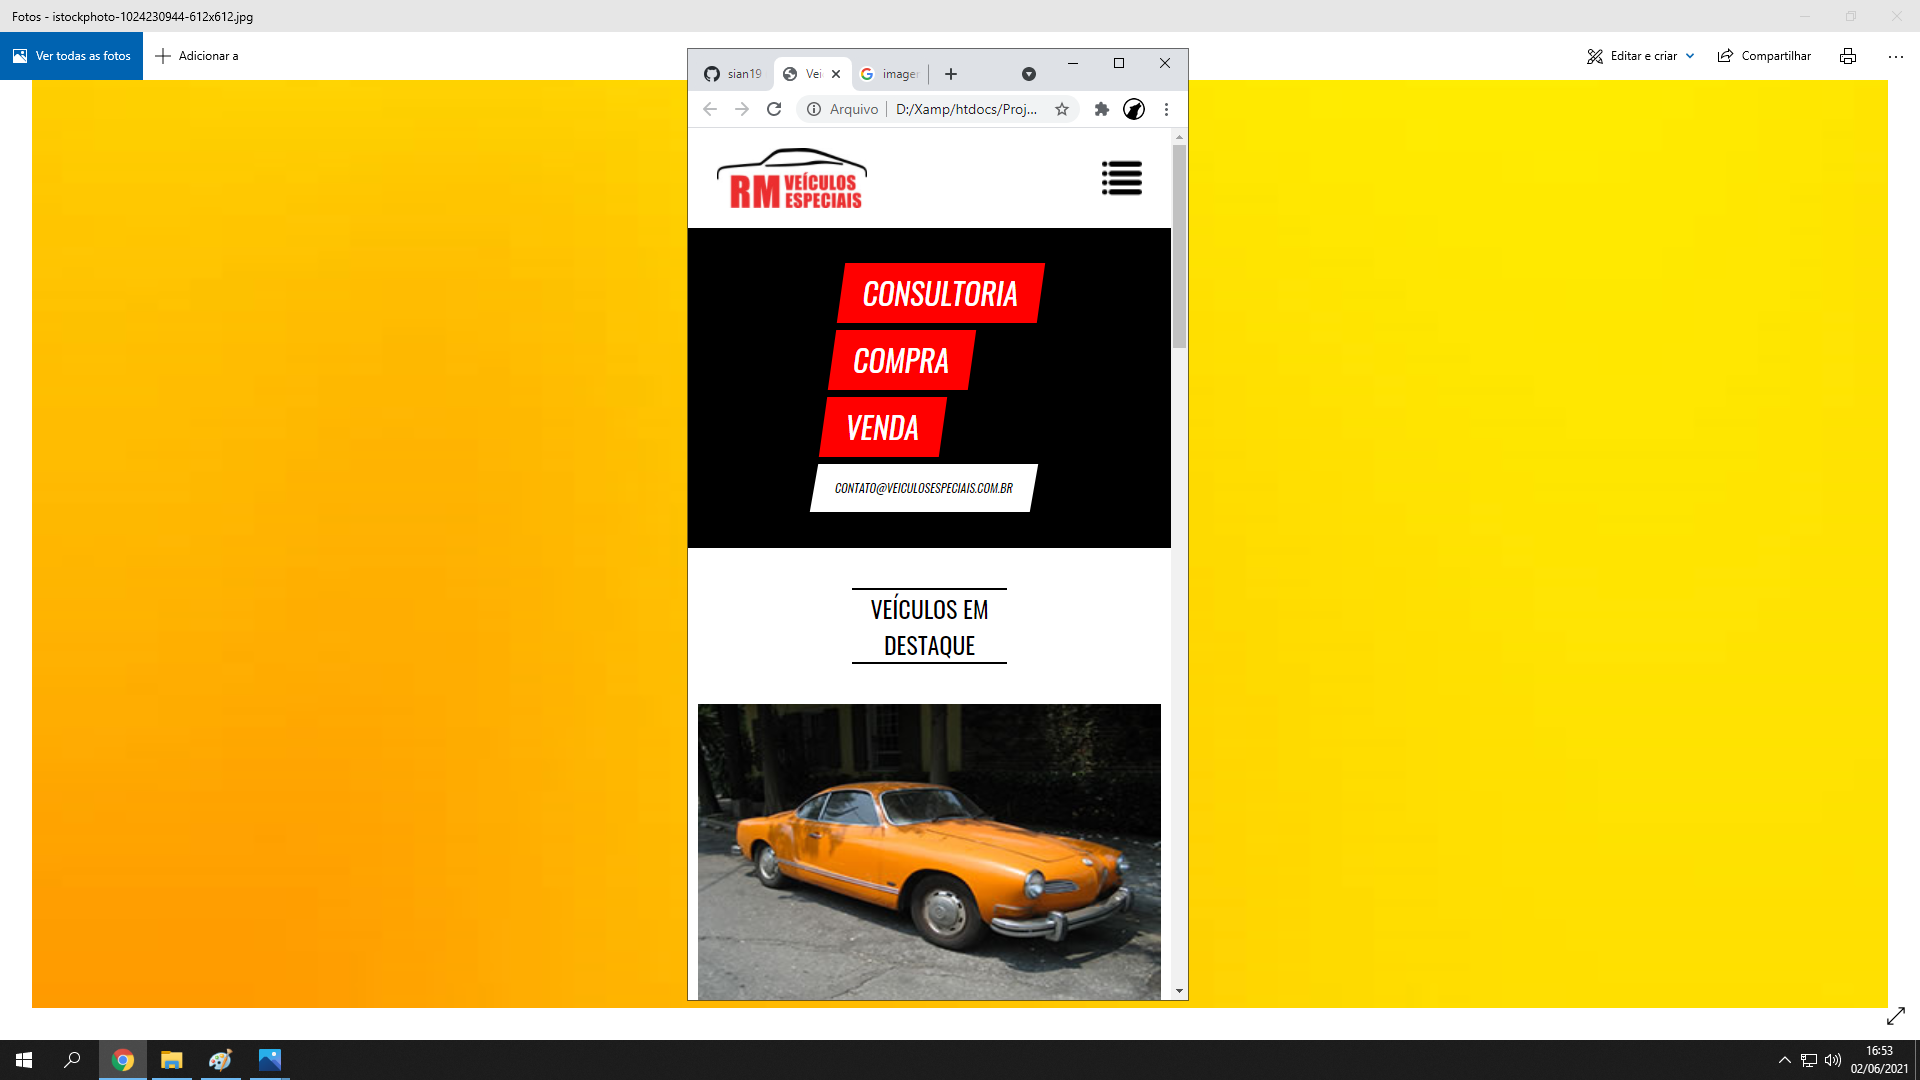 Fotos - istockphoto-1024230944-612x612.jpg
Ver todas as fotos
Adicionar a
Editar e criar
Compartilhar
sian19
Vei
imager
Arquivo
D:/Xamp/htdocs/Proj...
RM VEÍCULOS
ESPECIAIS
CONSULTORIA
COMPRA
VENDA
CONTATO@VEICULOSESPECIAIS.COM.BR
VEÍCULOS EM
DESTAQUE
16:53
02/06/2021